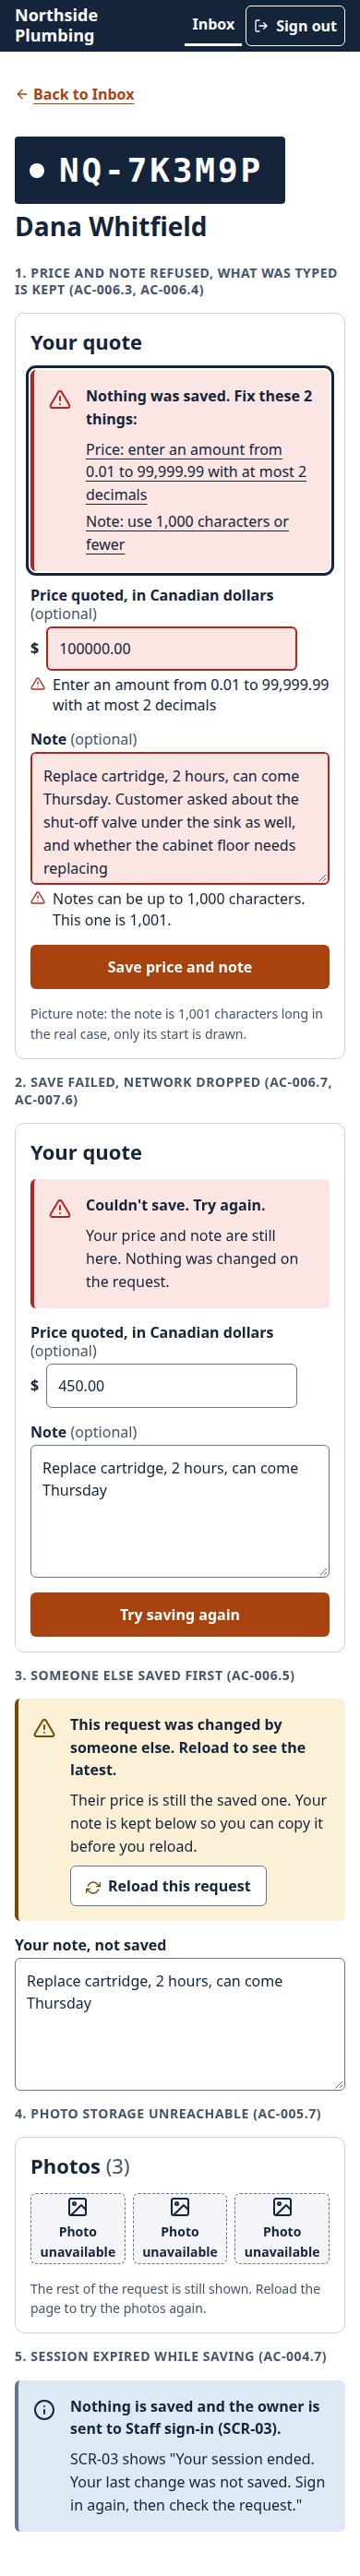 Northside
Plumbing
Inbox
Sign out
Back to Inbox
NQ-7K3M9P
Dana Whitfield
1. PRICE AND NOTE REFUSED, WHAT WAS TYPED
IS KEPT (AC-006.3, AC-006.4)
Your quote
Nothing was saved. Fix these 2
things:
Price: enter an amount from
0.01 to 99,999.99 with at most 2
decimals
Note: use 1,000 characters or
fewer
Price quoted, in Canadian dollars
(optional)
$ 100000.00
Enter an amount from 0.01 to 99,999.99
with at most 2 decimals
Note (optional)
Replace cartridge, 2 hours, can come
Thursday. Customer asked about the
shut-off valve under the sink as well,
and whether the cabinet floor needs
replacing
Notes can be up to 1,000 characters.
This one is 1,001.
Save price and note
Picture note: the note is 1,001 characters long in
the real case, only its start is drawn.
2. SAVE FAILED, NETWORK DROPPED (AC-006.7,
AC-007.6)
Your quote
Couldn't save. Try again.
Your price and note are still
here. Nothing was changed on
the request.
Price quoted, in Canadian dollars
(optional)
$ 450.00
Note (optional)
Replace cartridge, 2 hours, can come
Thursday
Try saving again
3. SOMEONE ELSE SAVED FIRST (AC-006.5)
This request was changed by
someone else. Reload to see the
latest.
Their price is still the saved one. Your
note is kept below so you can copy it
before you reload.
Reload this request
Your note, not saved
Replace cartridge, 2 hours, can come
Thursday
4. PHOTO STORAGE UNREACHABLE (AC-005.7)
Photos (3)
Photo
unavailable
Photo
unavailable
Photo
unavailable
The rest of the request is still shown. Reload the
page to try the photos again.
5. SESSION EXPIRED WHILE SAVING (AC-004.7)
Nothing is saved and the owner is
sent to Staff sign-in (SCR-03).
SCR-03 shows "Your session ended.
Your last change was not saved. Sign
in again, then check the request."